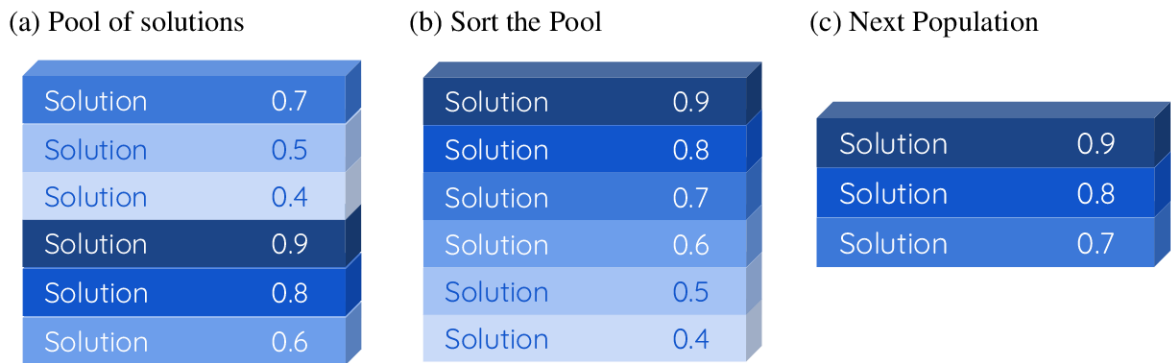 (a) Pool of solutions
Solution 0.7
Solution 0.5
Solution 0.4
Solution 0.9
Solution 0.8
Solution 0.6
(b) Sort the Pool
Solution 0.9
Solution 0.8
Solution 0.7
Solution 0.6
Solution 0.5
Solution 0.4
(c) Next Population
Solution 0.9
Solution 0.8
Solution 0.7